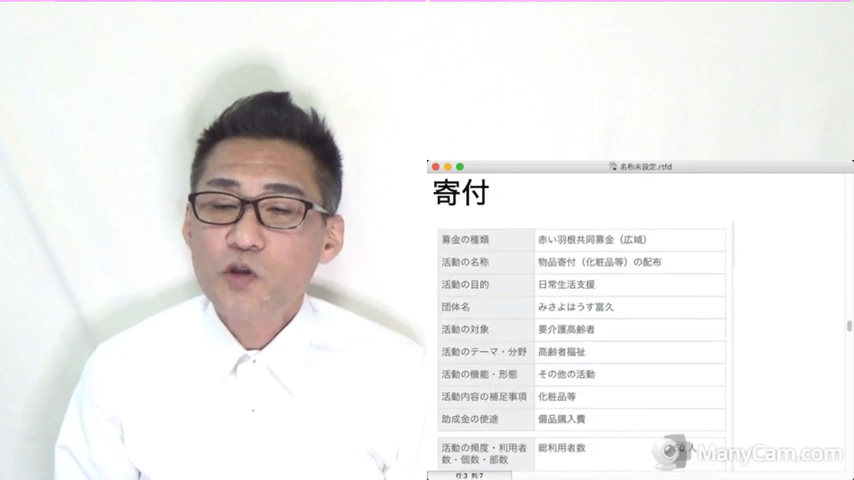 名称未設定.rtfd
寄付
募金の種類 赤い羽根共同募金（広域）
活動の名称 物品寄付（化粧品等）の配布
活動の目的 日常生活支援
団体名 みさよはうす富久
活動の対象 要介護高齢者
活動のテーマ・分野 高齢者福祉
活動の機能・形態 その他の活動
活動内容の補足事項 化粧品等
助成金の使途 備品購入費
活動の頻度・利用者 総利用者数 人
数・個数・部数
ManyCam.com
行:3 列:7